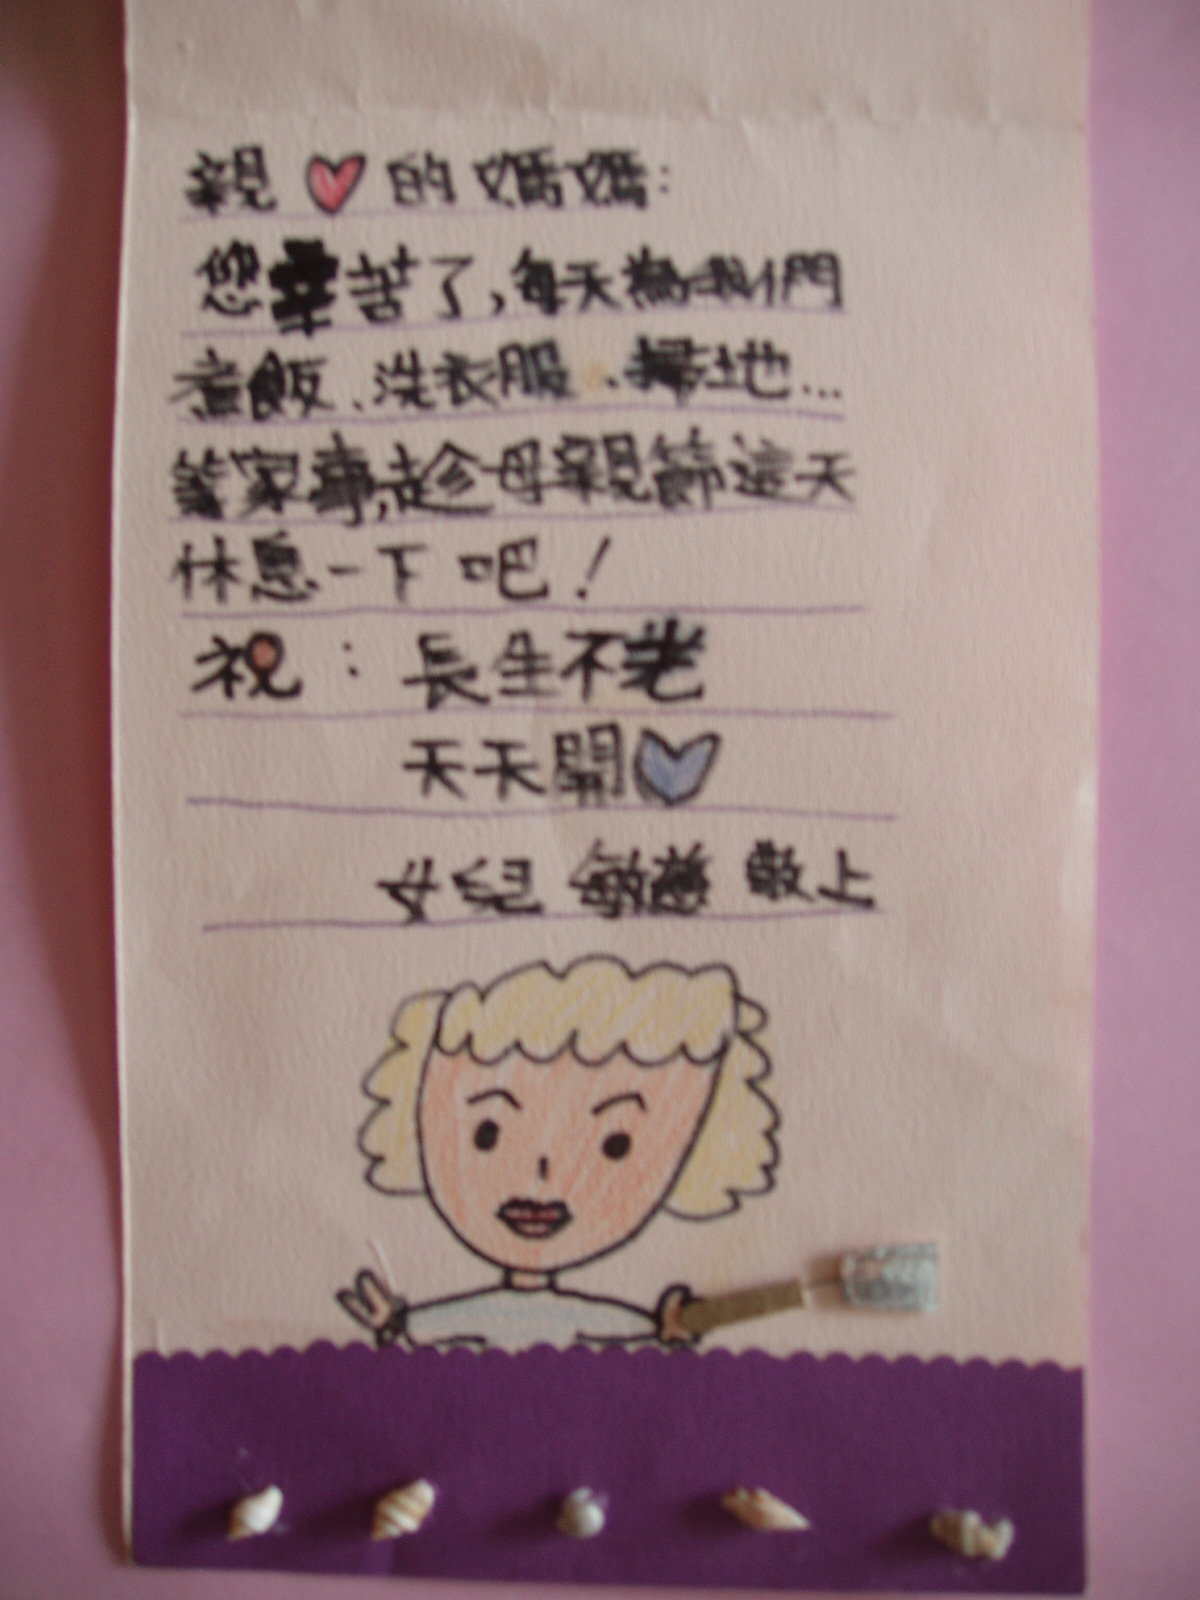 親❤的媽媽:
您辛苦了,每天為我們
煮飯、洗衣服、掃地…
等家事,趁母親節這天
休息一下吧!
祝:長生不老
天天開♥
女兒 敏慈 敬上